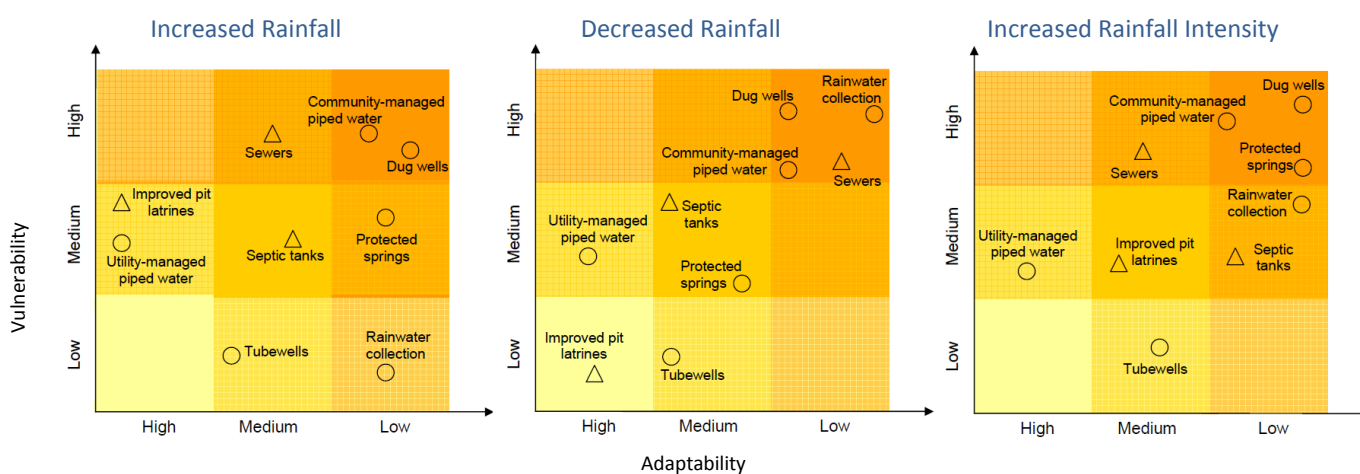 Increased Rainfall
High
Medium
Low
Community-managed
piped water
Sewers
Dug wells
Improved pit
latrines
Utility-managed
piped water
Septic tanks
Protected
springs
Tubewells
Rainwater
collection
High
Medium
Low
Vulnerability
Decreased Rainfall
High
Medium
Low
Dug wells
Rainwater
collection
Community-managed
piped water
Sewers
Septic
tanks
Utility-managed
piped water
Protected
springs
Improved pit
latrines
Tubewells
High
Medium
Low
Adaptability
Increased Rainfall Intensity
High
Medium
Low
Dug wells
Community-managed
piped water
Sewers
Protected
springs
Rainwater
collection
Utility-managed
piped water
Improved pit
latrines
Septic
tanks
Tubewells
High
Medium
Low